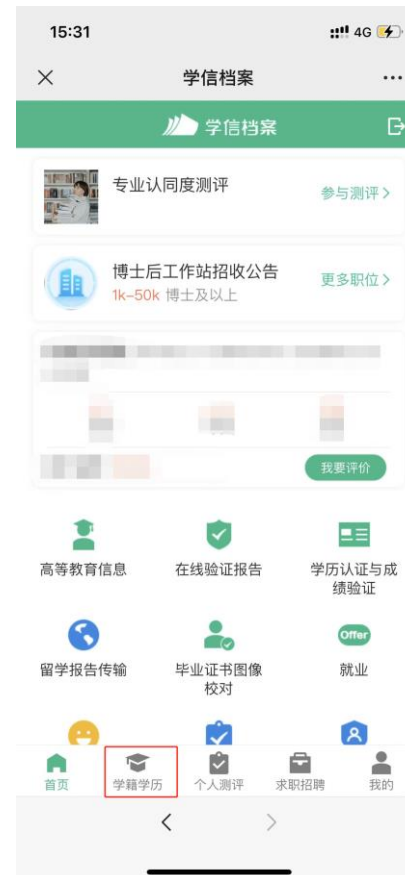 15:31
4G
学信档案
学信档案
专业认同度测评
参与测评
博士后工作站招收公告
1k-50k 博士及以上
更多职位
我要评价
高等教育信息
在线验证报告
学历认证与成
绩验证
留学报告传输
毕业证书图像
校对
Offer
就业
首页
学籍学历
个人测评
求职招聘
我的